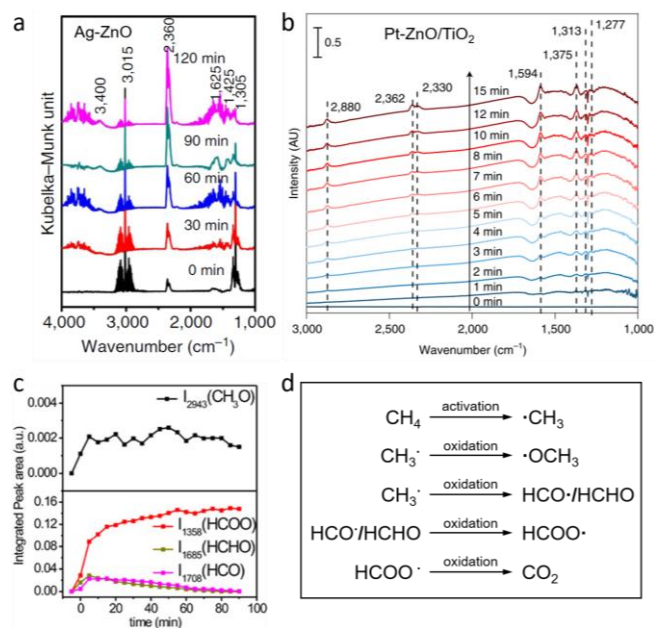 a
Ag-ZnO
3,400
3,015
2,360
1,625
1,425
1,305
120 min
90 min
60 min
30 min
0 min
Kubelka–Munk unit
4,000 3,000 2,000 1,000
Wavenumber (cm⁻¹)
b
Pt-ZnO/TiO₂
0.5
2,880
2,362
2,330
1,594
1,375
1,313
1,277
15 min
12 min
10 min
8 min
7 min
6 min
5 min
4 min
3 min
2 min
1 min
0 min
Intensity (AU)
3,000 2,500 2,000 1,500 1,000
Wavenumber (cm⁻¹)
c
I₂₉₄₃(CH₃O)
0.004
0.002
0.000
I₁₃₅₈(HCOO)
I₁₆₈₅(HCHO)
I₁₇₀₈(HCO)
0.16
0.12
0.08
0.04
0.00
Integrated Peak area (a.u.)
0 20 40 60 80 100
time (min)
d
CH₄ activation ·CH₃
CH₃· oxidation ·OCH₃
CH₃· oxidation HCO·/HCHO
HCO·/HCHO oxidation HCOO·
HCOO· oxidation CO₂